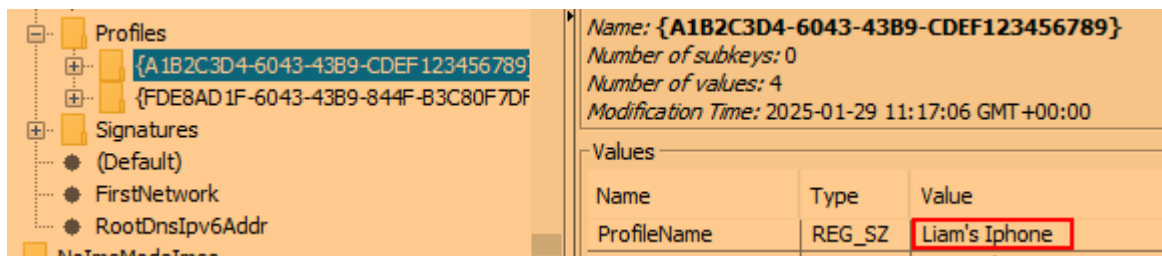 Profiles
{A1B2C3D4-6043-43B9-CDEF123456789}
{FDE8AD1F-6043-43B9-844F-B3C80F7DF
Signatures
(Default)
FirstNetwork
RootDnsIpv6Addr
Name: {A1B2C3D4-6043-43B9-CDEF123456789}
Number of subkeys: 0
Number of values: 4
Modification Time: 2025-01-29 11:17:06 GMT+00:00
Values
Name Type Value
ProfileName REG_SZ Liam's Iphone